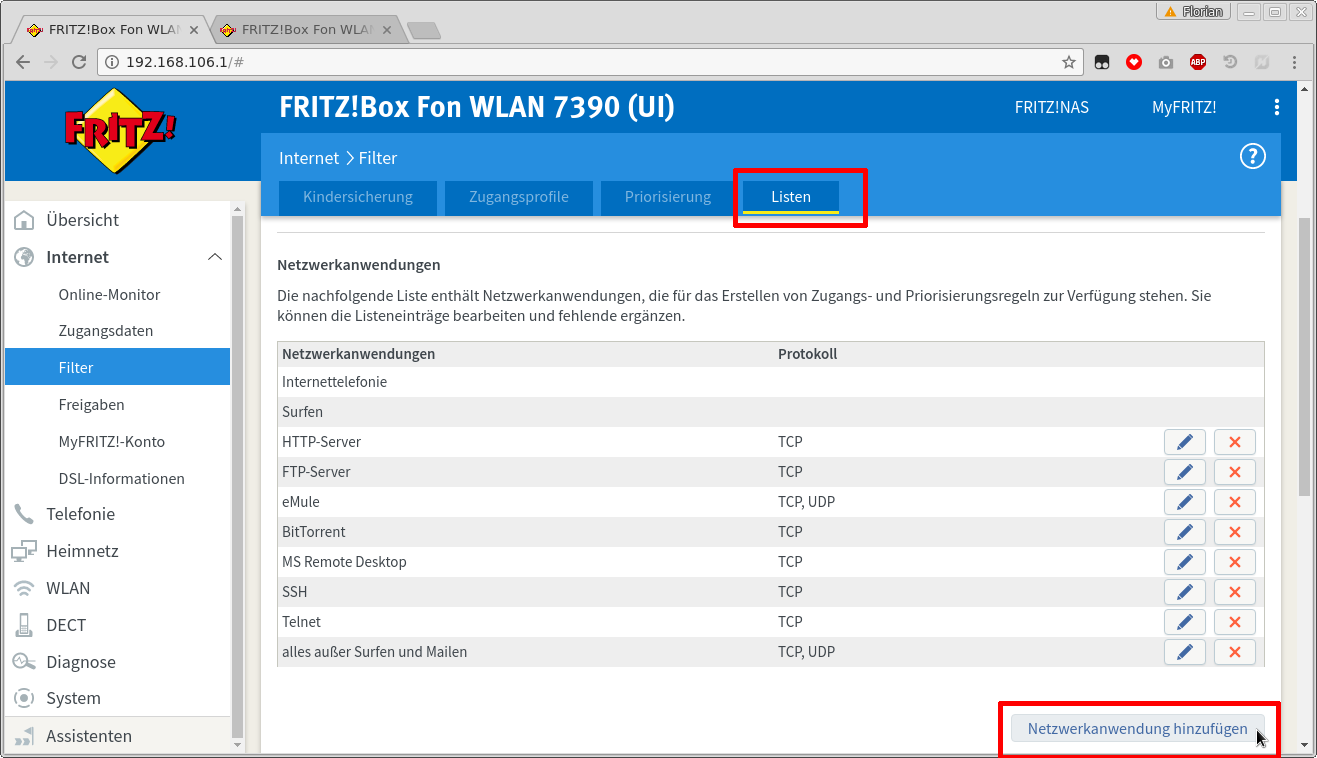 Florian
FRITZ!Box Fon WLA
FRITZ!Box Fon WLA
192.168.106.1/#
ABP
FRITZ!
FRITZ!Box Fon WLAN 7390 (UI)
FRITZ!NAS
MyFRITZ!
Internet > Filter
?
Kindersicherung
Zugangsprofile
Priorisierung
Listen
Übersicht
Internet
Online-Monitor
Zugangsdaten
Filter
Freigaben
MyFRITZ!-Konto
DSL-Informationen
Telefonie
Heimnetz
WLAN
DECT
Diagnose
System
Assistenten
Netzwerkanwendungen
Die nachfolgende Liste enthält Netzwerkanwendungen, die für das Erstellen von Zugangs- und Priorisierungsregeln zur Verfügung stehen. Sie
können die Listeneinträge bearbeiten und fehlende ergänzen.
Netzwerkanwendungen Protokoll
Internettelefonie
Surfen
HTTP-Server TCP
FTP-Server TCP
eMule TCP, UDP
BitTorrent TCP
MS Remote Desktop TCP
SSH TCP
Telnet TCP
alles außer Surfen und Mailen TCP, UDP
Netzwerkanwendung hinzufügen